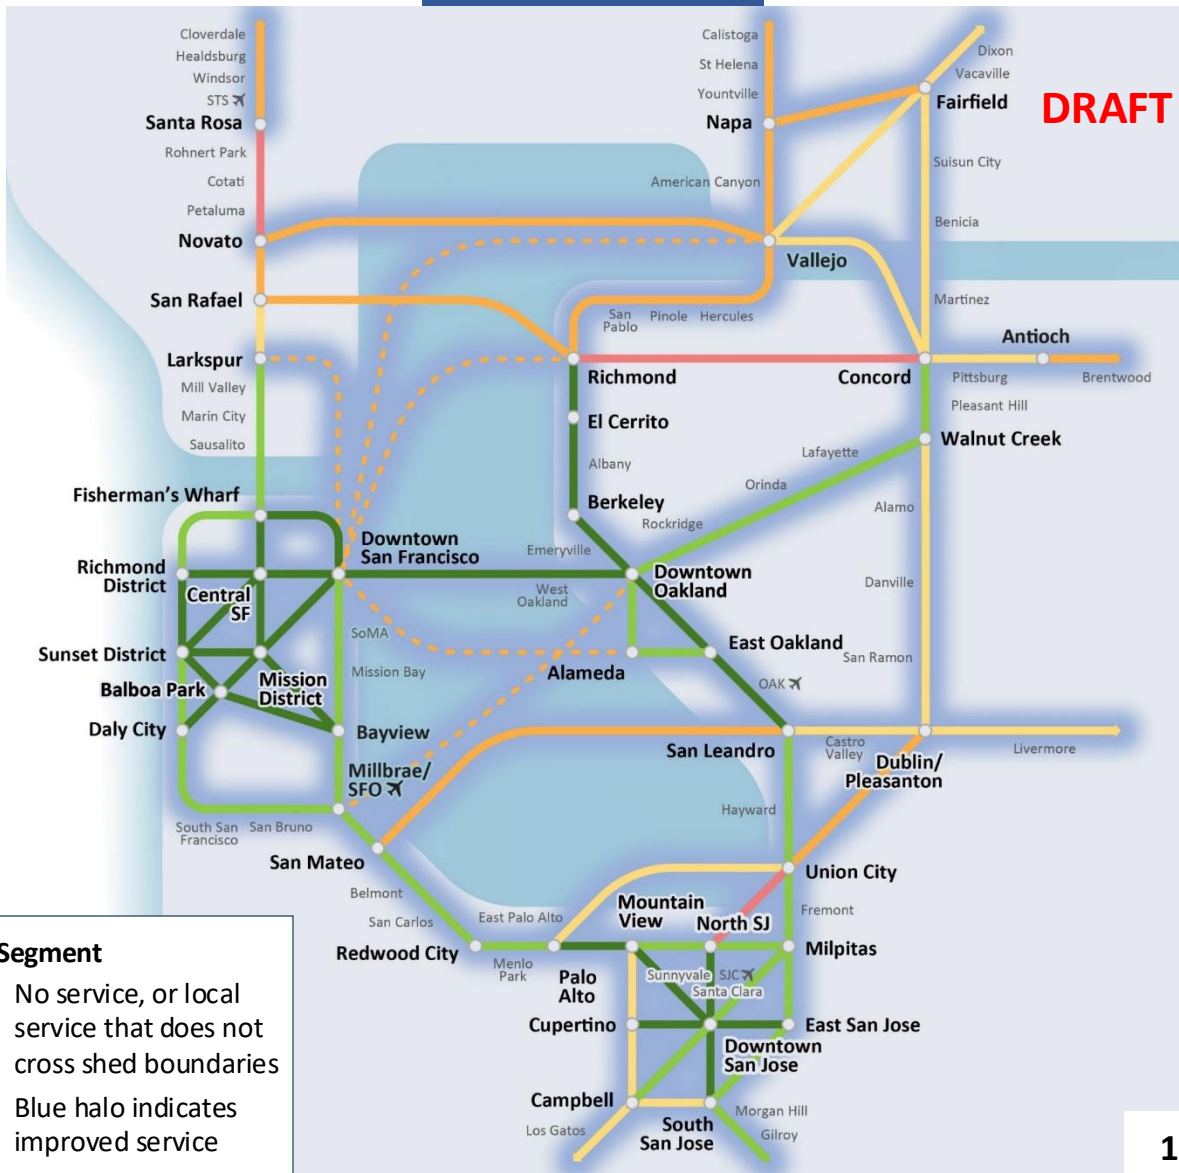 Cloverdale
Healdsburg
Windsor
STS
Santa Rosa
Rohnert Park
Cotati
Petaluma
Novato
San Rafael
Larkspur
Mill Valley
Marin City
Sausalito
Calistoga
St Helena
Yountville
Napa
American Canyon
Vallejo
Dixon
Vacaville
Fairfield
DRAFT
Suisun City
Benicia
Martinez
San
Pablo
Pinole
Hercules
Antioch
Richmond
Concord
Pittsburg
Brentwood
Pleasant Hill
El Cerrito
Walnut Creek
Albany
Lafayette
Orinda
Berkeley
Rockridge
Emeryville
Alamo
Fisherman's Wharf
Downtown
San Francisco
Richmond
District
Central
SF
West
Oakland
Downtown
Oakland
Danville
SoMA
Sunset District
East Oakland
San Ramon
Mission Bay
Alameda
OAK
Balboa Park
Mission
District
Daly City
Bayview
San Leandro
Castro
Valley
Livermore
Dublin/
Pleasanton
Millbrae/
SFO
Hayward
South San
Francisco
San Bruno
San Mateo
Union City
Belmont
San Carlos
East Palo Alto
Mountain
View
North SJ
Fremont
Redwood City
Menlo
Park
Palo
Alto
Sunnyvale
SJC
Santa Clara
Milpitas
Cupertino
East San Jose
Downtown
San Jose
Campbell
Los Gatos
South
San Jose
Morgan Hill
Gilroy
Segment
No service, or local
service that does not
cross shed boundaries
Blue halo indicates
improved service
1